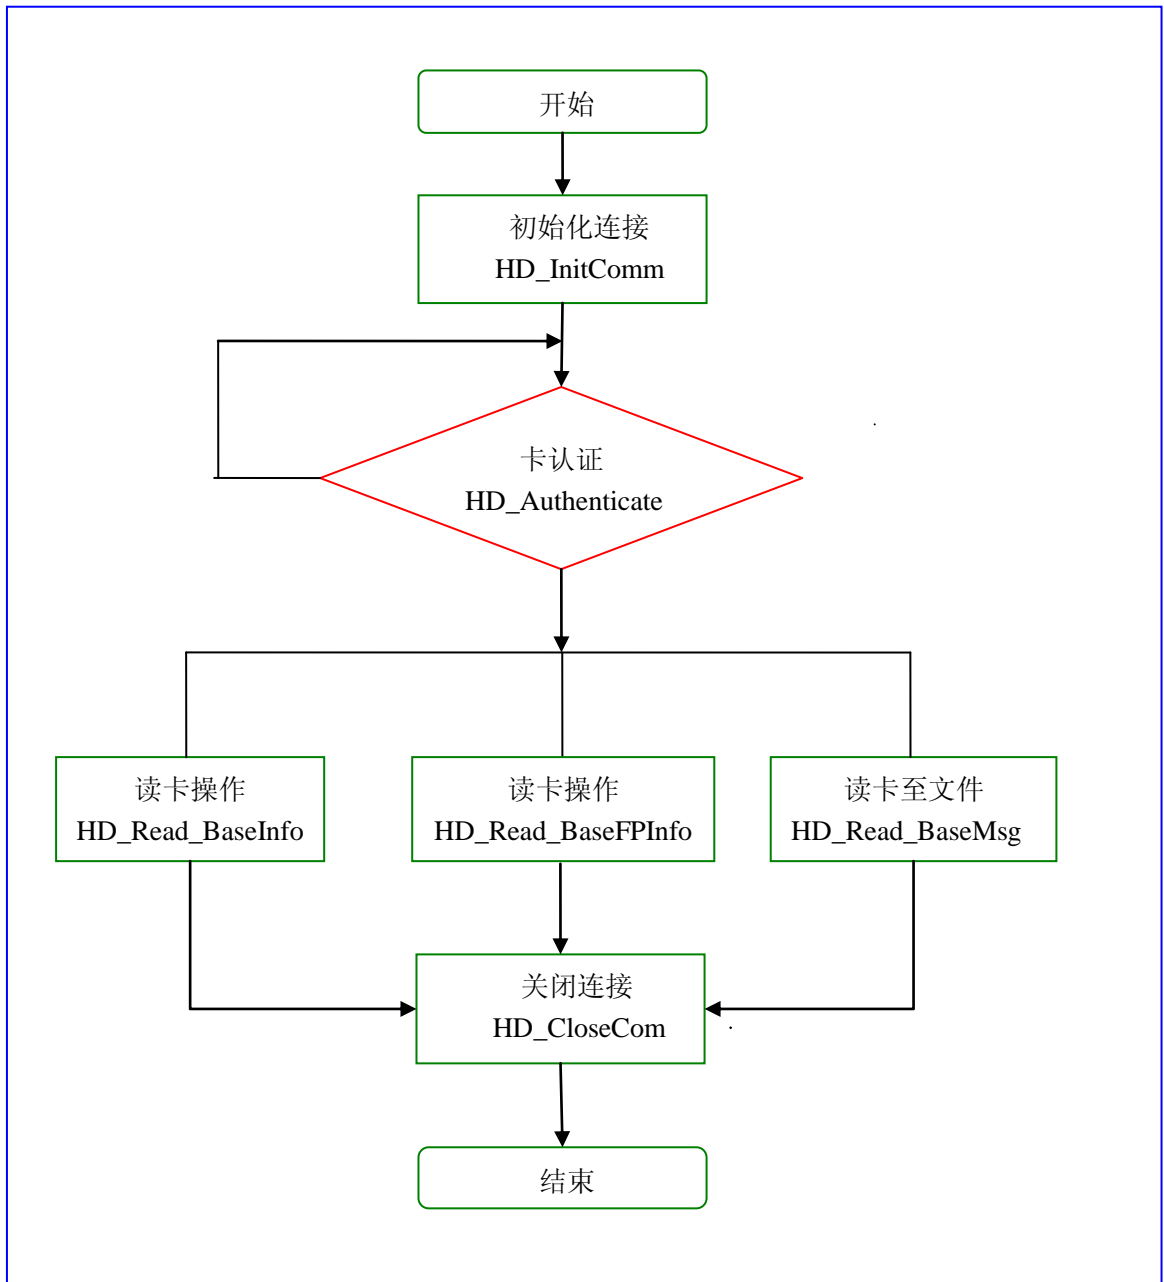 开始
初始化连接
HD_InitComm
卡认证
HD_Authenticate
读卡操作
HD_Read_BaseInfo
读卡操作
HD_Read_BaseFPInfo
读卡至文件
HD_Read_BaseMsg
关闭连接
HD_CloseCom
结束